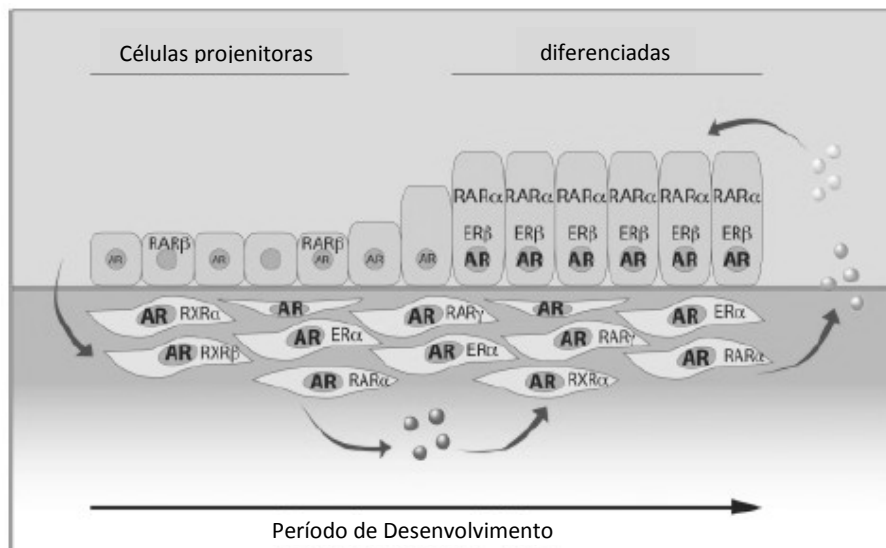 Células projenitoras diferenciadas
RARα RARα RARα RARα RARα RARα
RARβ RARβ ERβ ERβ ERβ ERβ ERβ ERβ
AR AR AR AR AR AR AR AR AR AR AR
AR RXRα AR AR RARγ AR AR ERα
AR RXRβ AR ERα AR ERα AR RARγ AR RARα
AR RARα AR RXRα
Período de Desenvolvimento